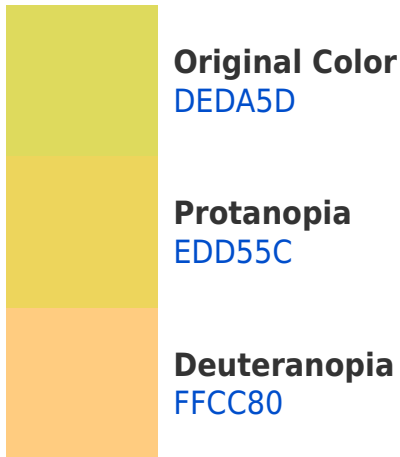 Original Color
DEDA5D
Protanopia
EDD55C
Deuteranopia
FFCC80